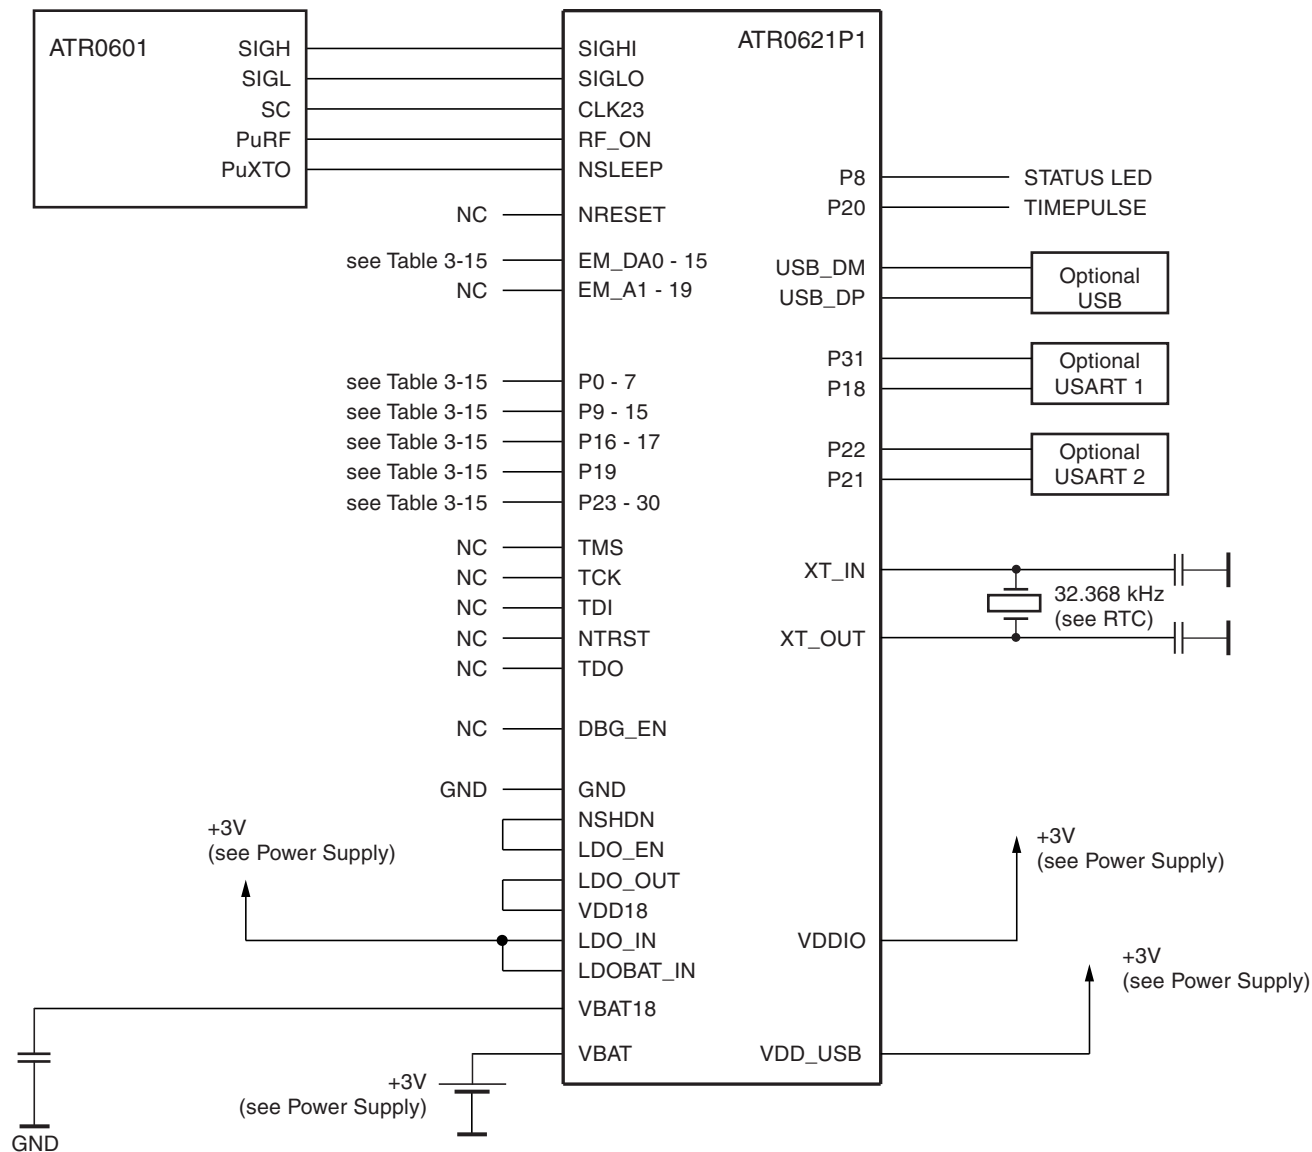 ATR0601
SIGH
SIGL
SC
PuRF
PuXTO
ATR0621P1
SIGHI
SIGLO
CLK23
RF_ON
NSLEEP
NC NRESET
see Table 3-15 EM_DA0 - 15
NC EM_A1 - 19
see Table 3-15 P0 - 7
see Table 3-15 P9 - 15
see Table 3-15 P16 - 17
see Table 3-15 P19
see Table 3-15 P23 - 30
NC TMS
NC TCK
NC TDI
NC NTRST
NC TDO
NC DBG_EN
GND GND
NSHDN
LDO_EN
LDO_OUT
VDD18
LDO_IN
LDOBAT_IN
+3V
(see Power Supply)
VBAT18
VBAT
+3V
(see Power Supply)
GND
P8 STATUS LED
P20 TIMEPULSE
USB_DM
USB_DP
Optional
USB
P31
P18
Optional
USART 1
P22
P21
Optional
USART 2
XT_IN
XT_OUT
32.368 kHz
(see RTC)
VDDIO
+3V
(see Power Supply)
VDD_USB
+3V
(see Power Supply)